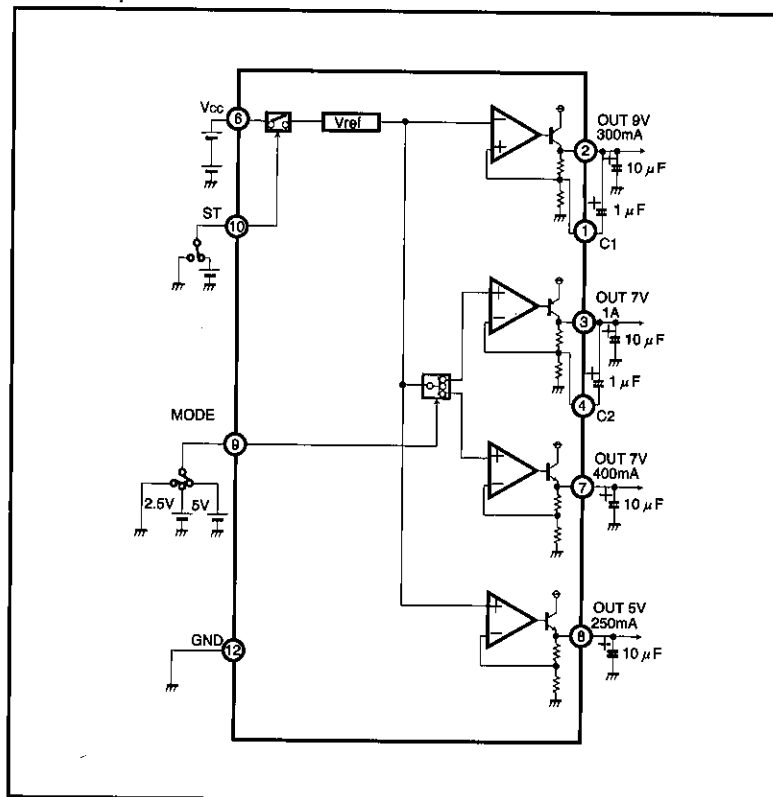 Vcc
6
Vref
OUT 9V
300mA
2
10 μF
1 μF
1
C1
ST
10
OUT 7V
1A
3
10 μF
1 μF
4
C2
MODE
9
2.5V
5V
OUT 7V
400mA
7
10 μF
OUT 5V
250mA
8
10 μF
GND
12